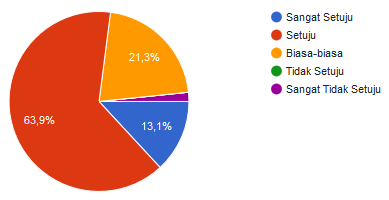 Sangat Setuju
Setuju
Biasa-biasa
Tidak Setuju
Sangat Tidak Setuju
21,3%
63,9%
13,1%